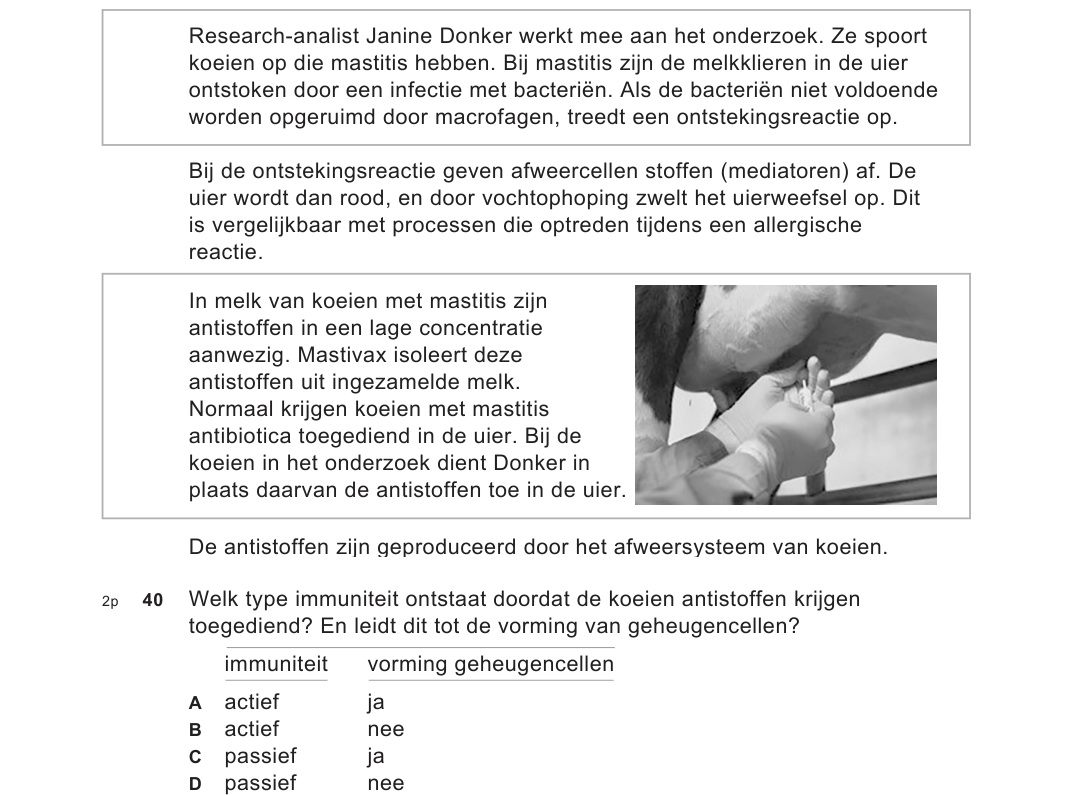 Research-analist Janine Donker werkt mee aan het onderzoek. Ze spoort
koeien op die mastitis hebben. Bij mastitis zijn de melkklieren in de uier
ontstoken door een infectie met bacteriën. Als de bacteriën niet voldoende
worden opgeruimd door macrofagen, treedt een ontstekingsreactie op.
Bij de ontstekingsreactie geven afweercellen stoffen (mediatoren) af. De
uier wordt dan rood, en door vochtophoping zwelt het uierweefsel op. Dit
is vergelijkbaar met processen die optreden tijdens een allergische
reactie.
In melk van koeien met mastitis zijn
antistoffen in een lage concentratie
aanwezig. Mastivax isoleert deze
antistoffen uit ingezamelde melk.
Normaal krijgen koeien met mastitis
antibiotica toegediend in de uier. Bij de
koeien in het onderzoek dient Donker in
plaats daarvan de antistoffen toe in de uier.
De antistoffen zijn geproduceerd door het afweersysteem van koeien.
2p 40 Welk type immuniteit ontstaat doordat de koeien antistoffen krijgen
toegediend? En leidt dit tot de vorming van geheugencellen?
immuniteit vorming geheugencellen
A actief ja
B actief nee
C passief ja
D passief nee